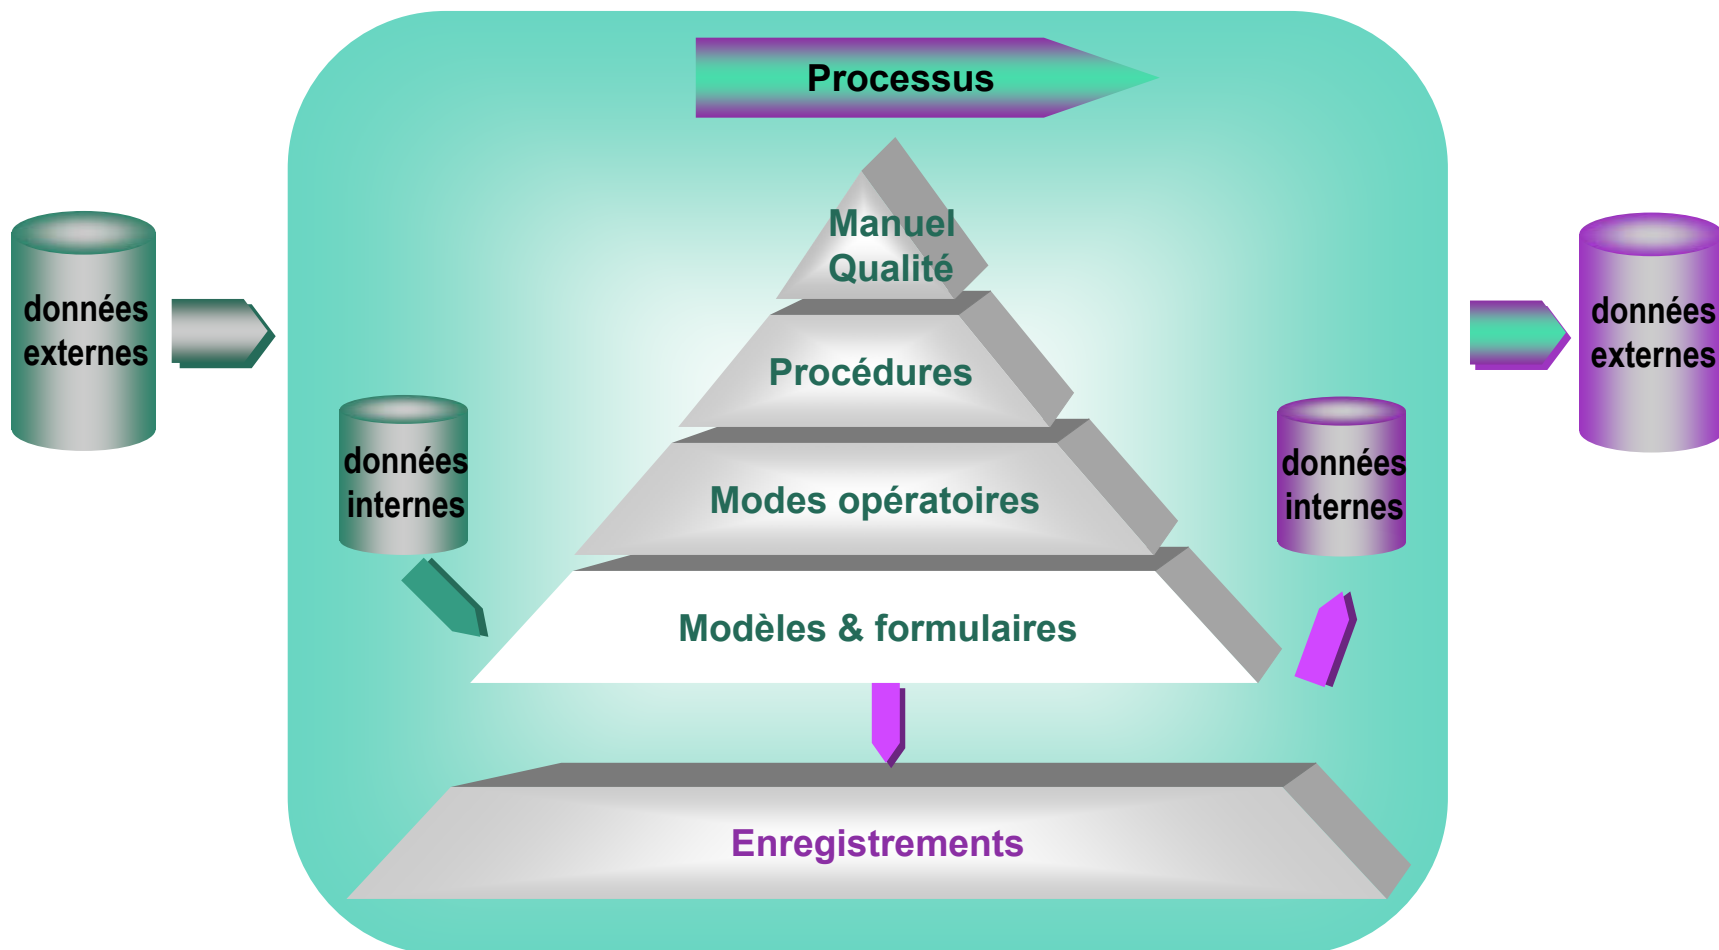 Processus
Manuel
Qualité
données
externes
données
externes
Procédures
données
internes
données
internes
Modes opératoires
Modèles & formulaires
Enregistrements